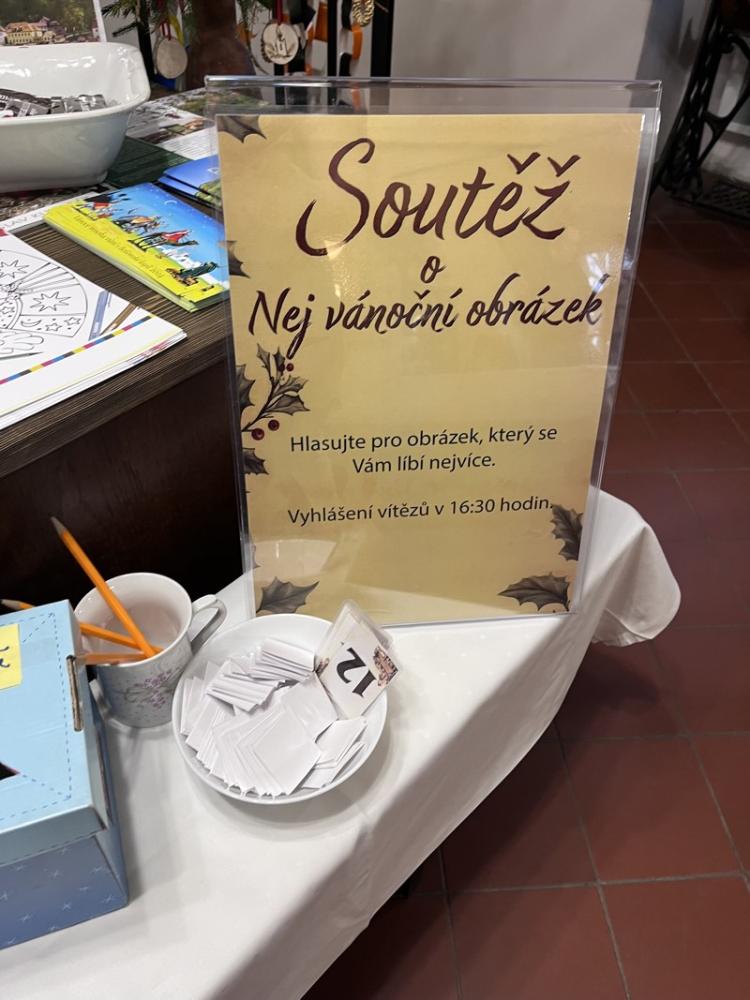 Soutěž
o
Nej vánoční obrázek
Hlasujte pro obrázek, který se
Vám líbí nejvíce.
Vyhlášení vítězů v 16:30 hodin.
12